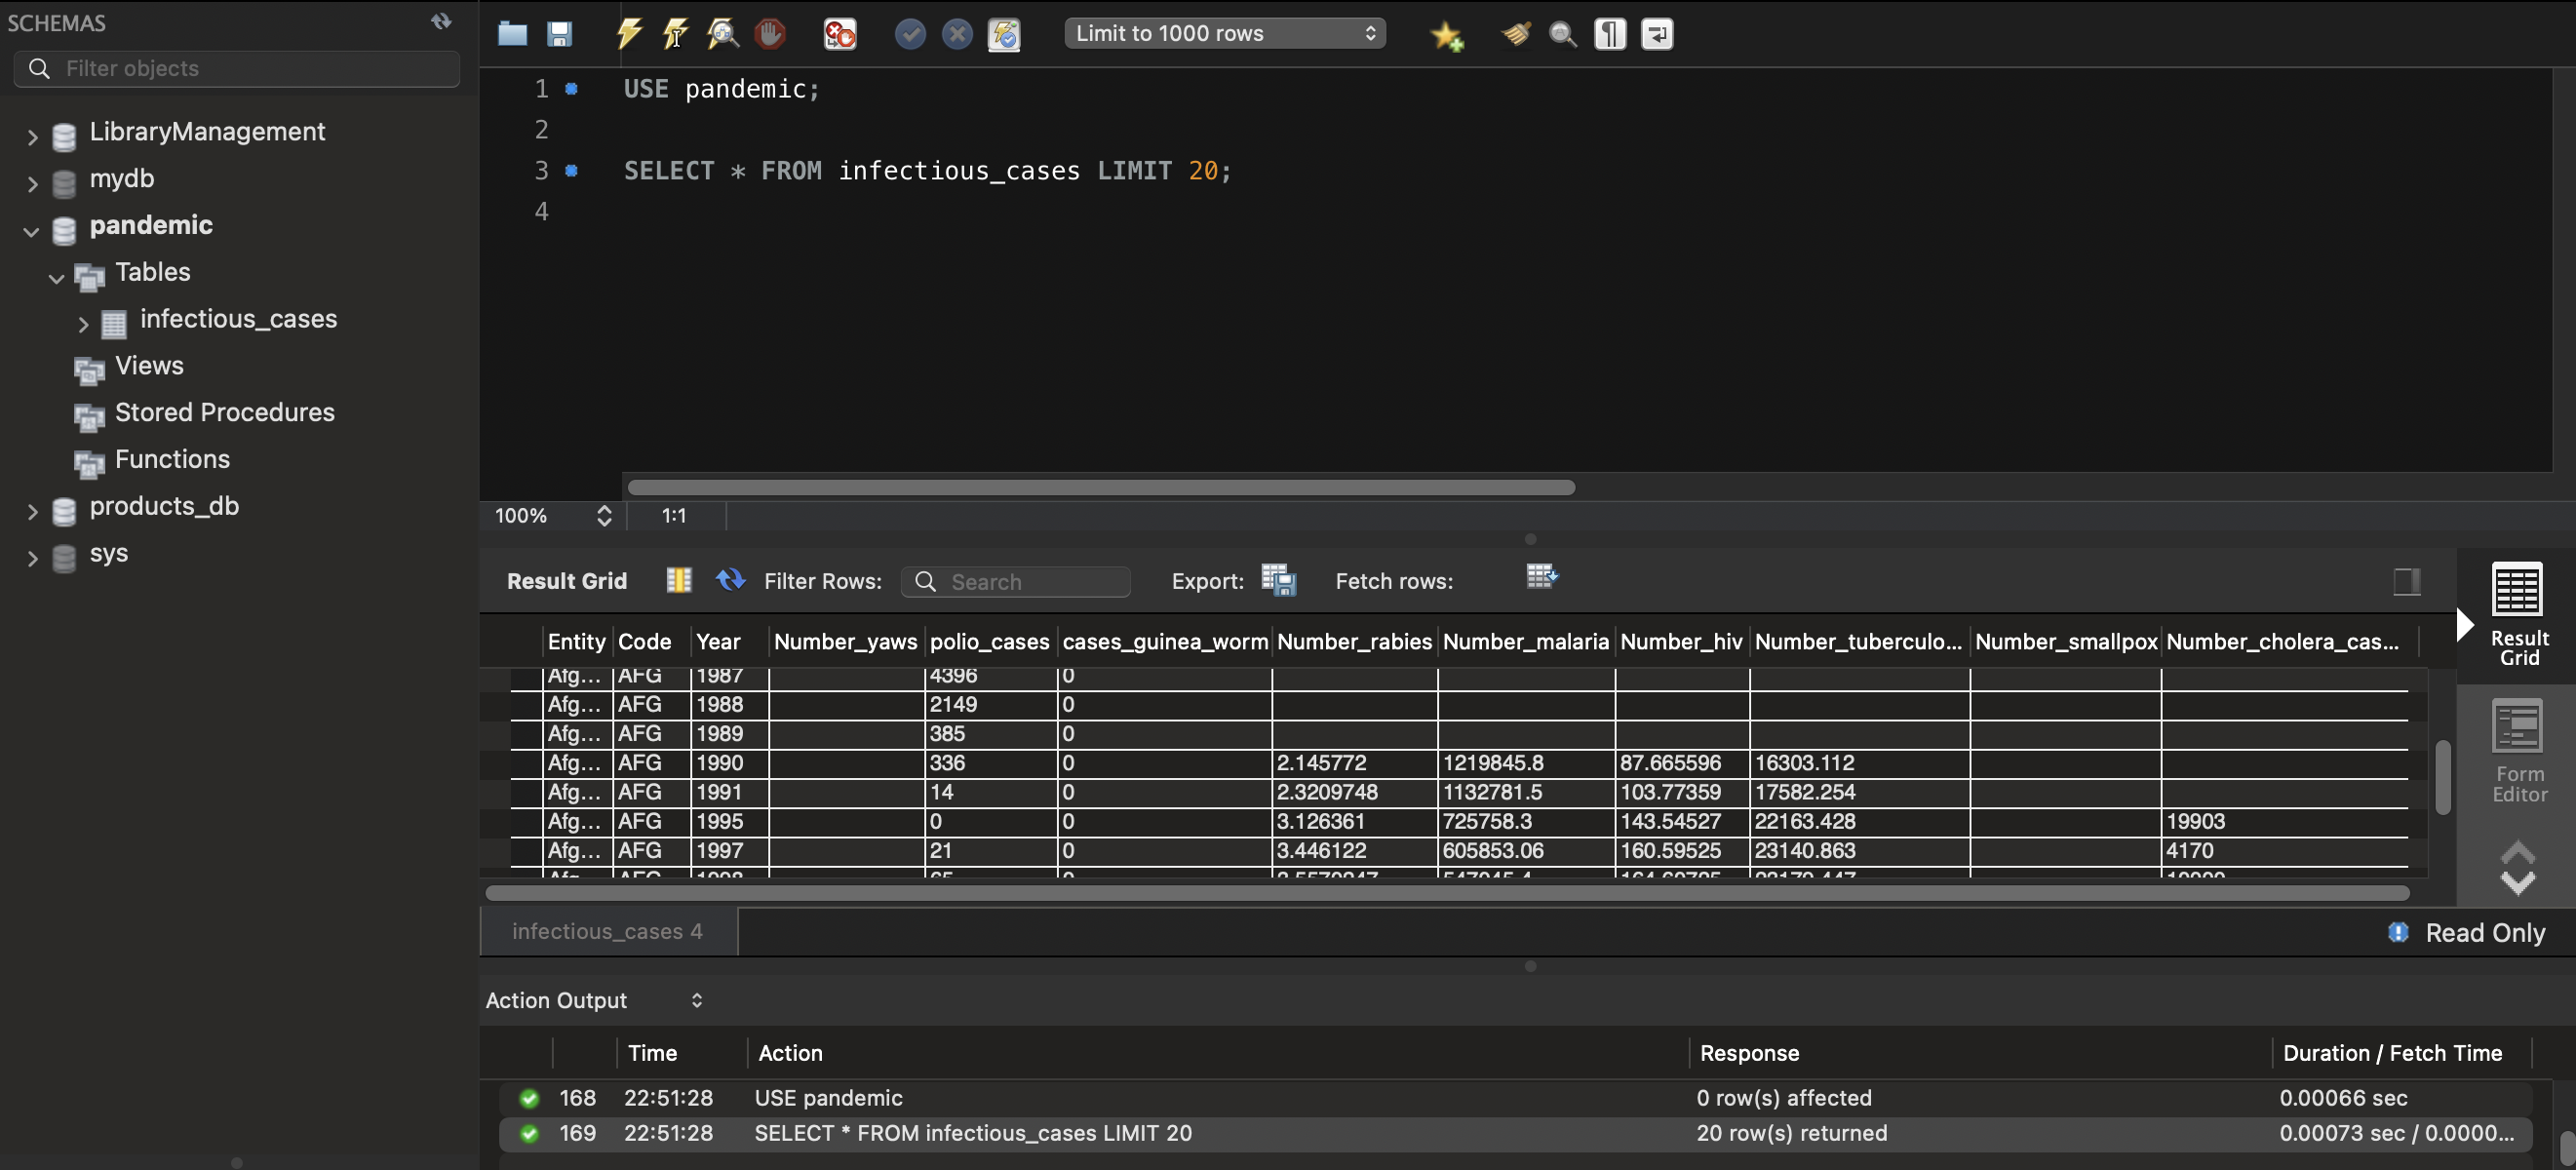 SCHEMAS
Filter objects
LibraryManagement
mydb
pandemic
Tables
infectious_cases
Views
Stored Procedures
Functions
products_db
sys
Limit to 1000 rows
1 USE pandemic;
2
3 SELECT * FROM infectious_cases LIMIT 20;
4
100% 1:1
Result Grid Filter Rows: Search Export: Fetch rows:
Entity Code Year Number_yaws polio_cases cases_guinea_worm Number_rabies Number_malaria Number_hiv Number_tuberculo... Number_smallpox Number_cholera_cas...
Afg... AFG 1987 4396 0
Afg... AFG 1988 2149 0
Afg... AFG 1989 385 0
Afg... AFG 1990 336 0 2.145772 1219845.8 87.665596 16303.112
Afg... AFG 1991 14 0 2.3209748 1132781.5 103.77359 17582.254
Afg... AFG 1995 0 0 3.126361 725758.3 143.54527 22163.428 19903
Afg... AFG 1997 21 0 3.446122 605853.06 160.59525 23140.863 4170
Result
Grid
Form
Editor
infectious_cases 4
Read Only
Action Output
Time Action Response Duration / Fetch Time
168 22:51:28 USE pandemic 0 row(s) affected 0.00066 sec
169 22:51:28 SELECT * FROM infectious_cases LIMIT 20 20 row(s) returned 0.00073 sec / 0.0000...